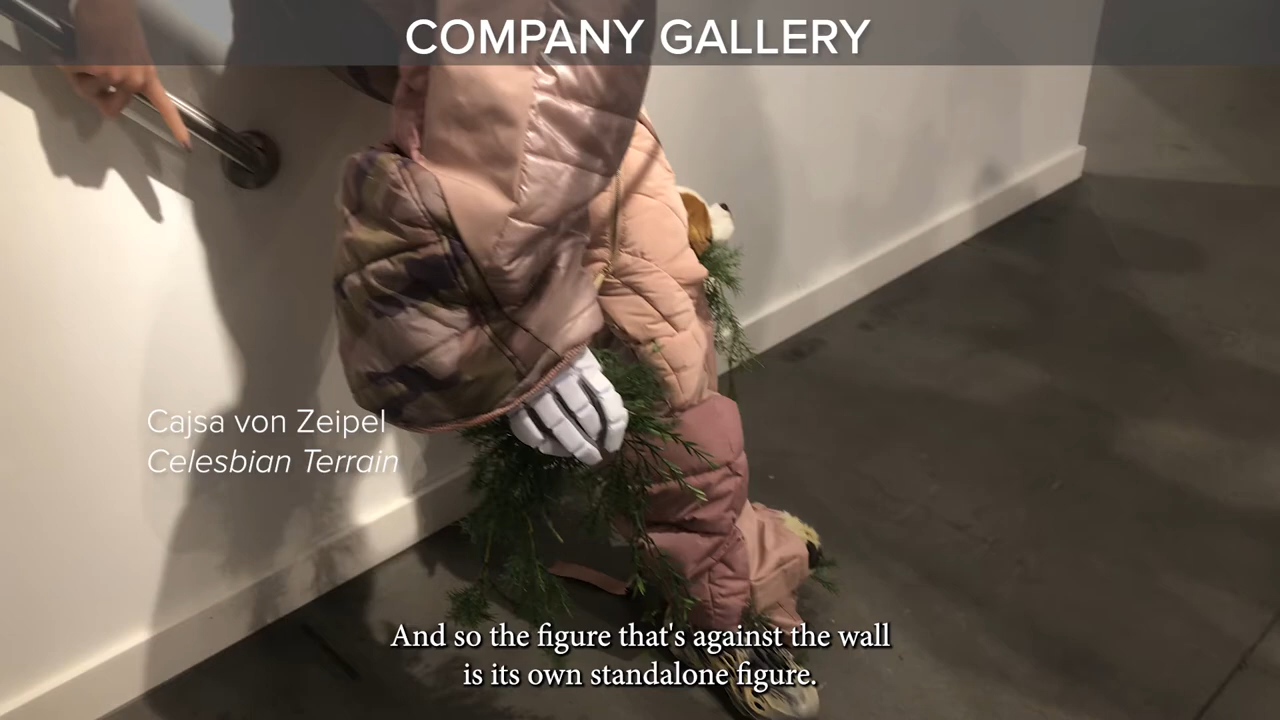 COMPANY GALLERY
Cajsa von Zeipel
Celesbian Terrain
And so the figure that's against the wall
is its own standalone figure.